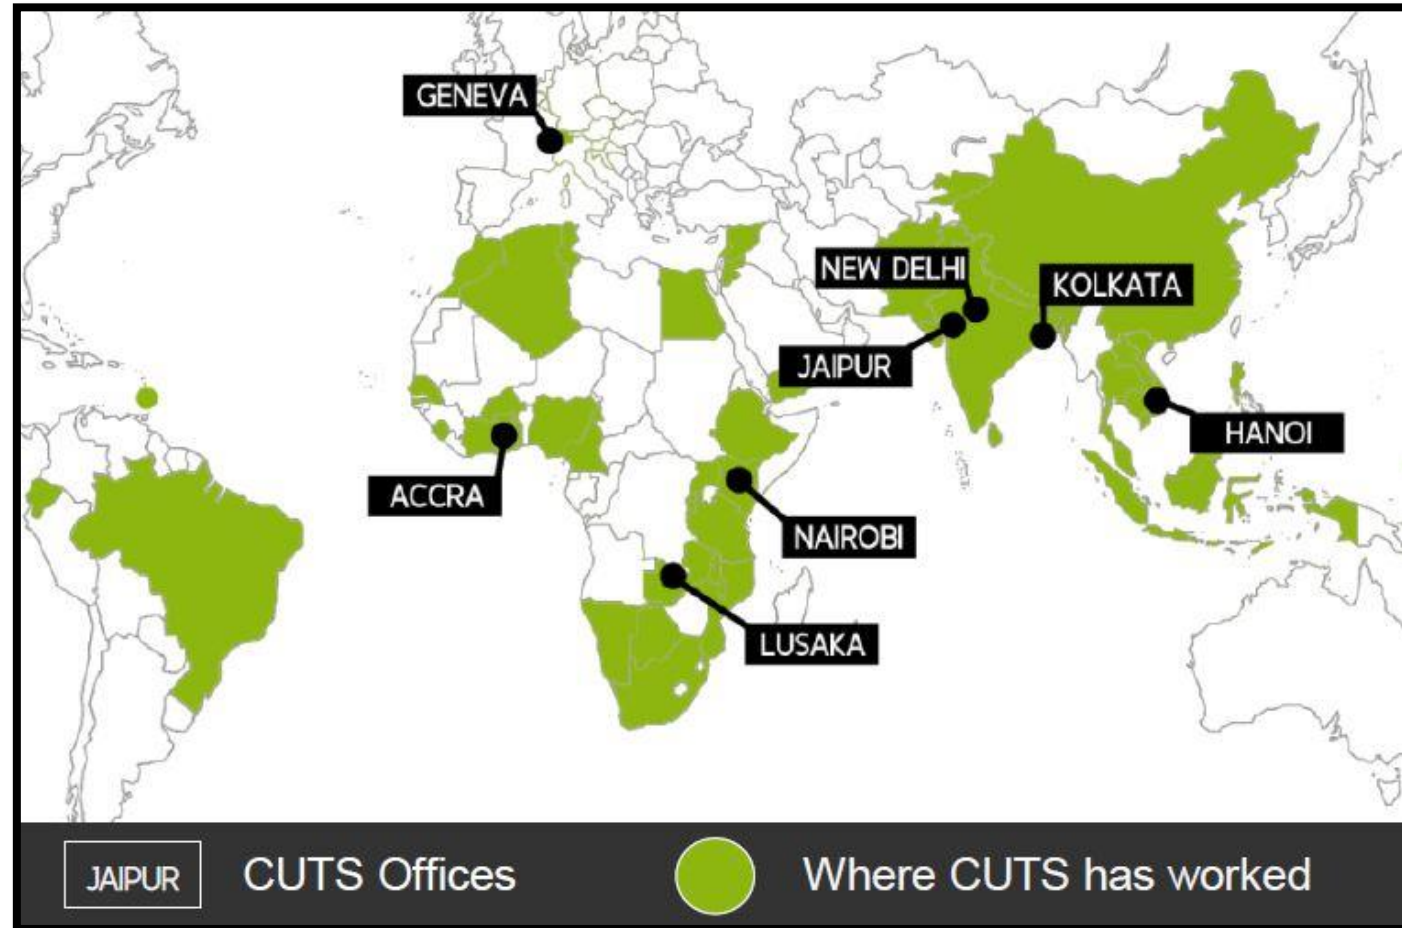 GENEVA
NEW DELHI
KOLKATA
JAIPUR
HANOI
ACCRA
NAIROBI
LUSAKA
JAIPUR CUTS Offices Where CUTS has worked